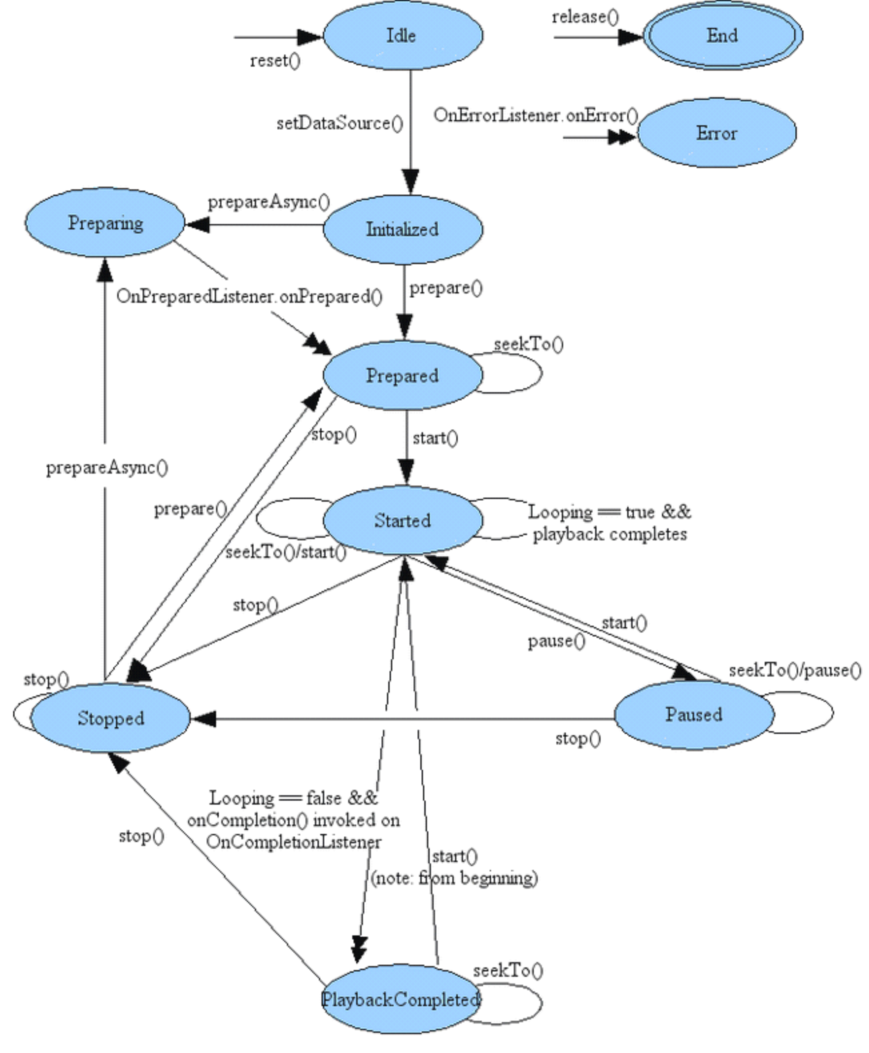 Idle
release()
End
reset()
OnErrorListener.onError()
setDataSource()
Error
prepareAsync()
Preparing
Initialized
prepare()
OnPreparedListener.onPrepared()
seekTo()
Prepared
stop()
start()
prepareAsync()
prepare()
Started
Looping == true &&
playback completes
seekTo()/start()
stop()
start()
pause()
stop()
seekTo()/pause()
Stopped
Paused
stop()
Looping == false &&
onCompletion() invoked on
OnCompletionListener
stop()
start()
(note: from beginning)
seekTo()
PlaybackCompleted